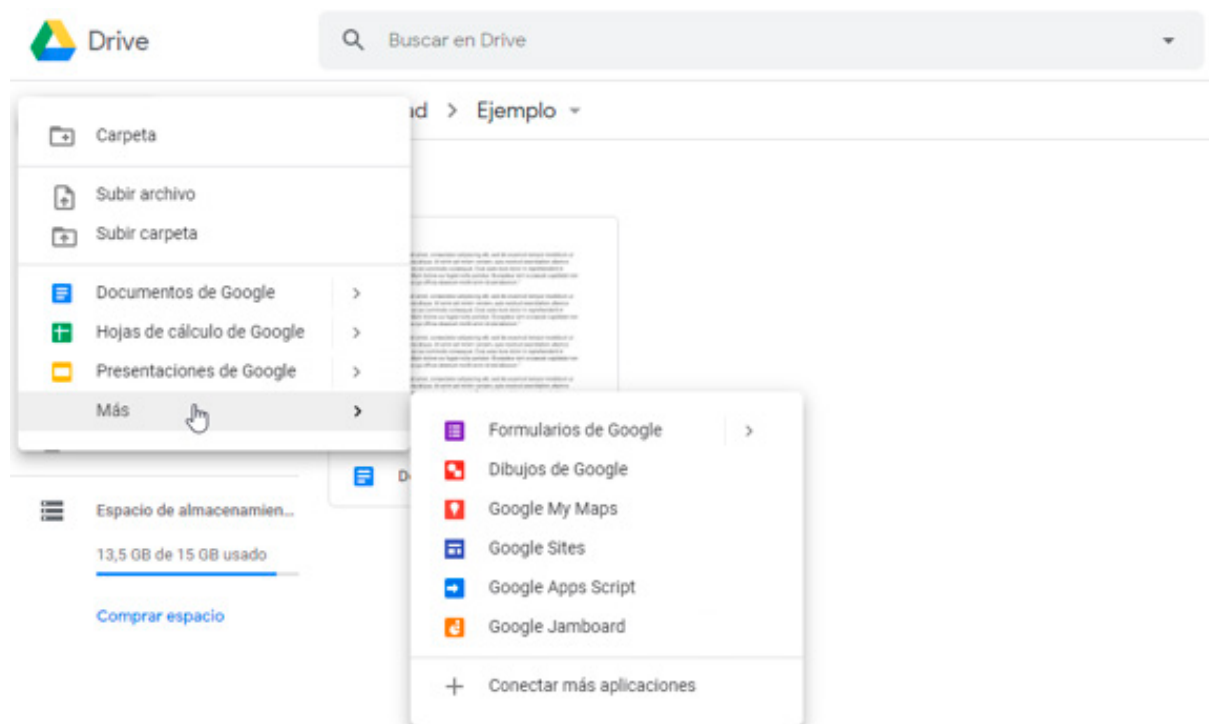 Drive
Buscar en Drive
ad > Ejemplo
Carpeta
Subir archivo
Subir carpeta
Documentos de Google >
Hojas de cálculo de Google >
Presentaciones de Google >
Más >
Formularios de Google >
Dibujos de Google
Google My Maps
Google Sites
Google Apps Script
Google Jamboard
Conectar más aplicaciones
Espacio de almacenamien...
13,5 GB de 15 GB usado
Comprar espacio